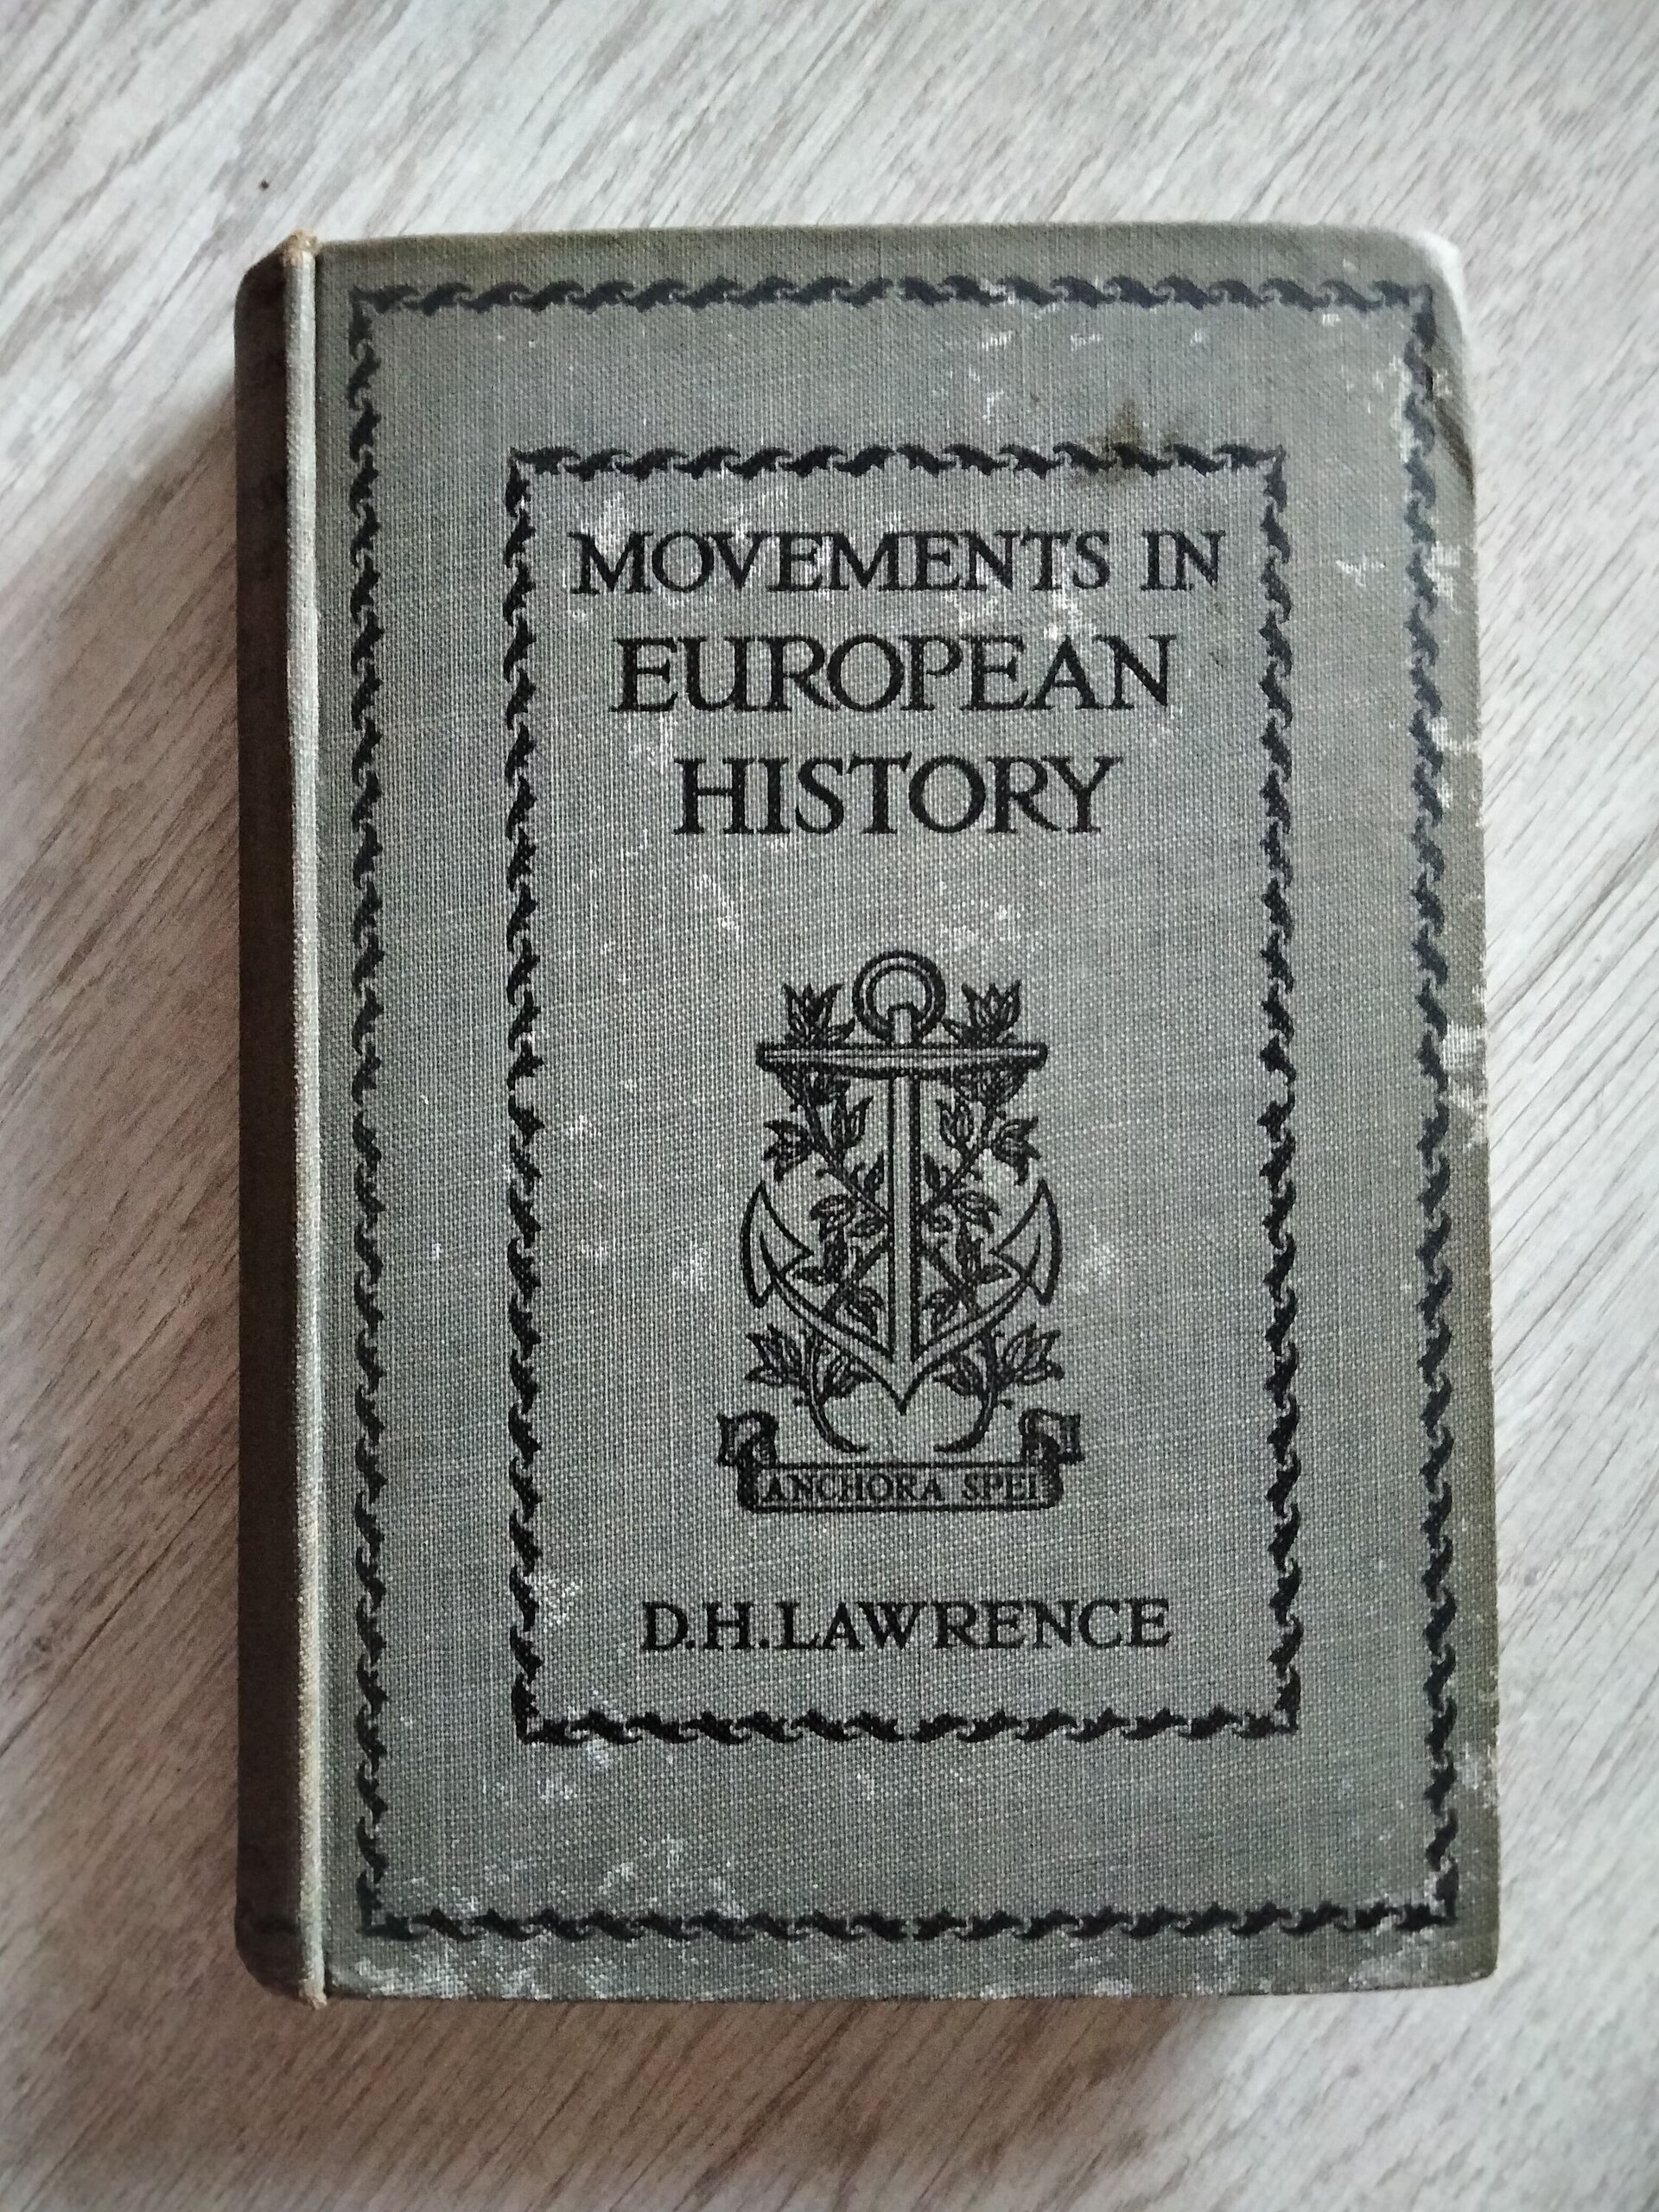 MOVEMENTS IN
EUROPEAN
HISTORY
ANCHORA SPEI
D.H.LAWRENCE